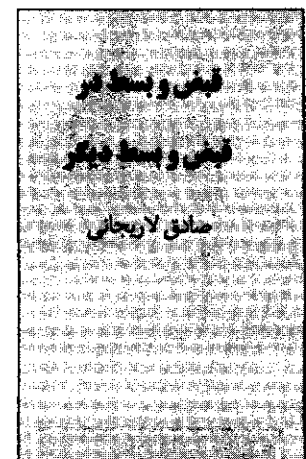 قبض و بسط در
قبض و بسط دیگر
صادق لاریجانی